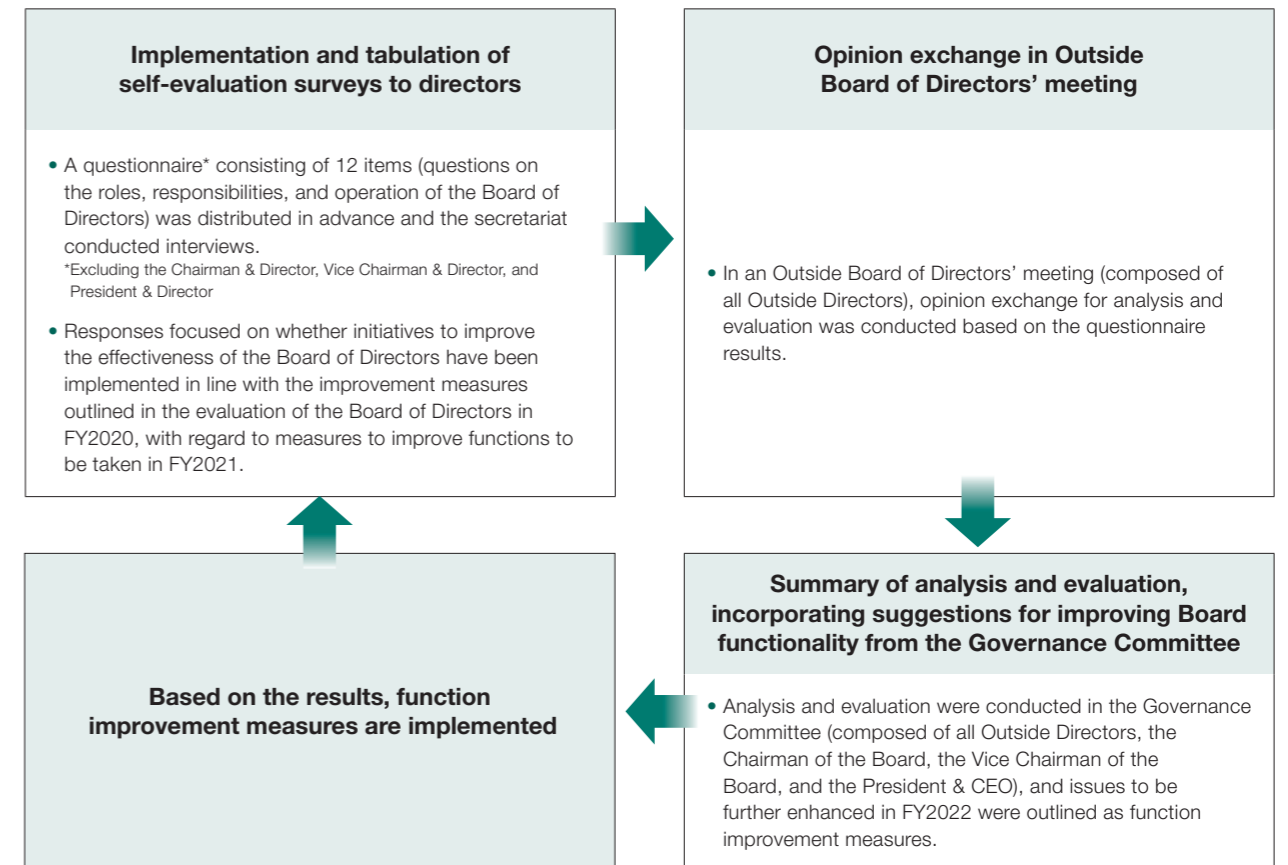 Implementation and tabulation of
self-evaluation surveys to directors
• A questionnaire* consisting of 12 items (questions on
the roles, responsibilities, and operation of the Board of
Directors) was distributed in advance and the secretariat
conducted interviews.
*Excluding the Chairman & Director, Vice Chairman & Director, and
President & Director
• Responses focused on whether initiatives to improve
the effectiveness of the Board of Directors have been
implemented in line with the improvement measures
outlined in the evaluation of the Board of Directors in
FY2020, with regard to measures to improve functions to
be taken in FY2021.
Opinion exchange in Outside
Board of Directors’ meeting
• In an Outside Board of Directors’ meeting (composed of
all Outside Directors), opinion exchange for analysis and
evaluation was conducted based on the questionnaire
results.
Summary of analysis and evaluation,
incorporating suggestions for improving Board
functionality from the Governance Committee
• Analysis and evaluation were conducted in the Governance
Committee (composed of all Outside Directors, the
Chairman of the Board, the Vice Chairman of the
Board, and the President & CEO), and issues to be
further enhanced in FY2022 were outlined as function
improvement measures.
Based on the results, function
improvement measures are implemented